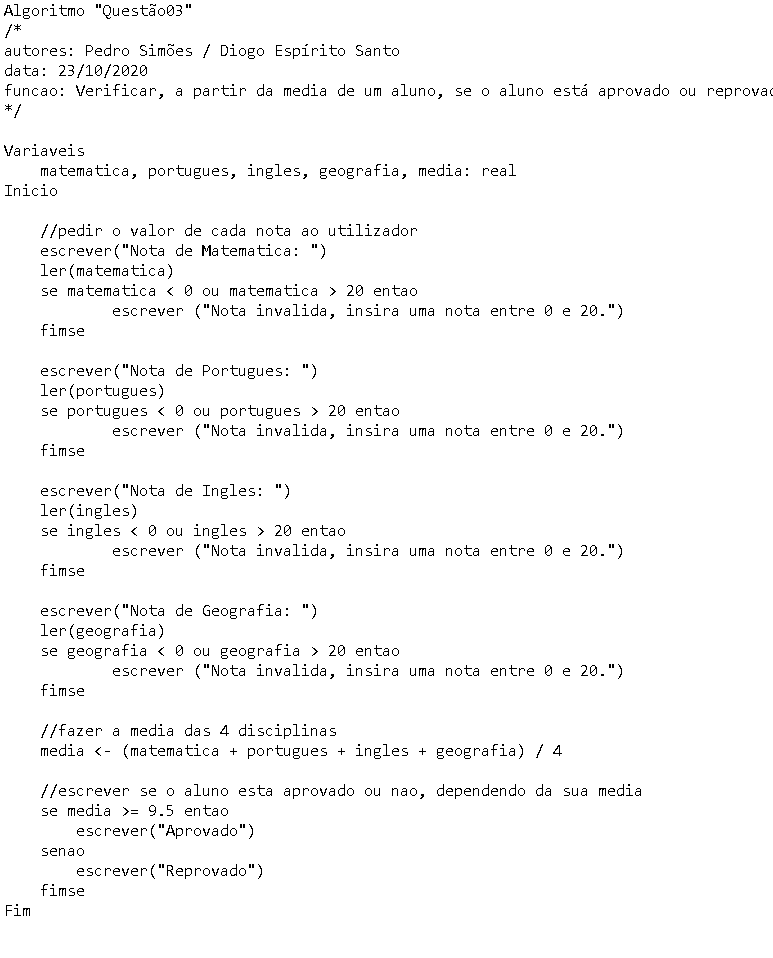 Algoritmo "Questão03"
/*
autores: Pedro Simões / Diogo Espírito Santo
data: 23/10/2020
funcao: Verificar, a partir da media de um aluno, se o aluno está aprovado ou
*/
Variaveis
matematica, portugues, ingles, geografia, media: real
Inicio
//pedir o valor de cada nota ao utilizador
escrever("Nota de Matematica: ")
ler(matematica)
se matematica < 0 ou matematica > 20 entao
escrever ("Nota invalida, insira uma nota entre 0 e 20.")
fimse
escrever("Nota de Portugues: ")
ler(portugues)
se portugues < 0 ou portugues > 20 entao
escrever ("Nota invalida, insira uma nota entre 0 e 20.")
fimse
escrever("Nota de Ingles: ")
ler(ingles)
se ingles < 0 ou ingles > 20 entao
escrever ("Nota invalida, insira uma nota entre 0 e 20.")
fimse
escrever("Nota de Geografia: ")
ler(geografia)
se geografia < 0 ou geografia > 20 entao
escrever ("Nota invalida, insira uma nota entre 0 e 20.")
fimse
//fazer a media das 4 disciplinas
media <- (matematica + portugues + ingles + geografia) / 4
//escrever se o aluno esta aprovado ou nao, dependendo da sua media
se media >= 9.5 entao
escrever("Aprovado")
senao
escrever("Reprovado")
fimse
Fim